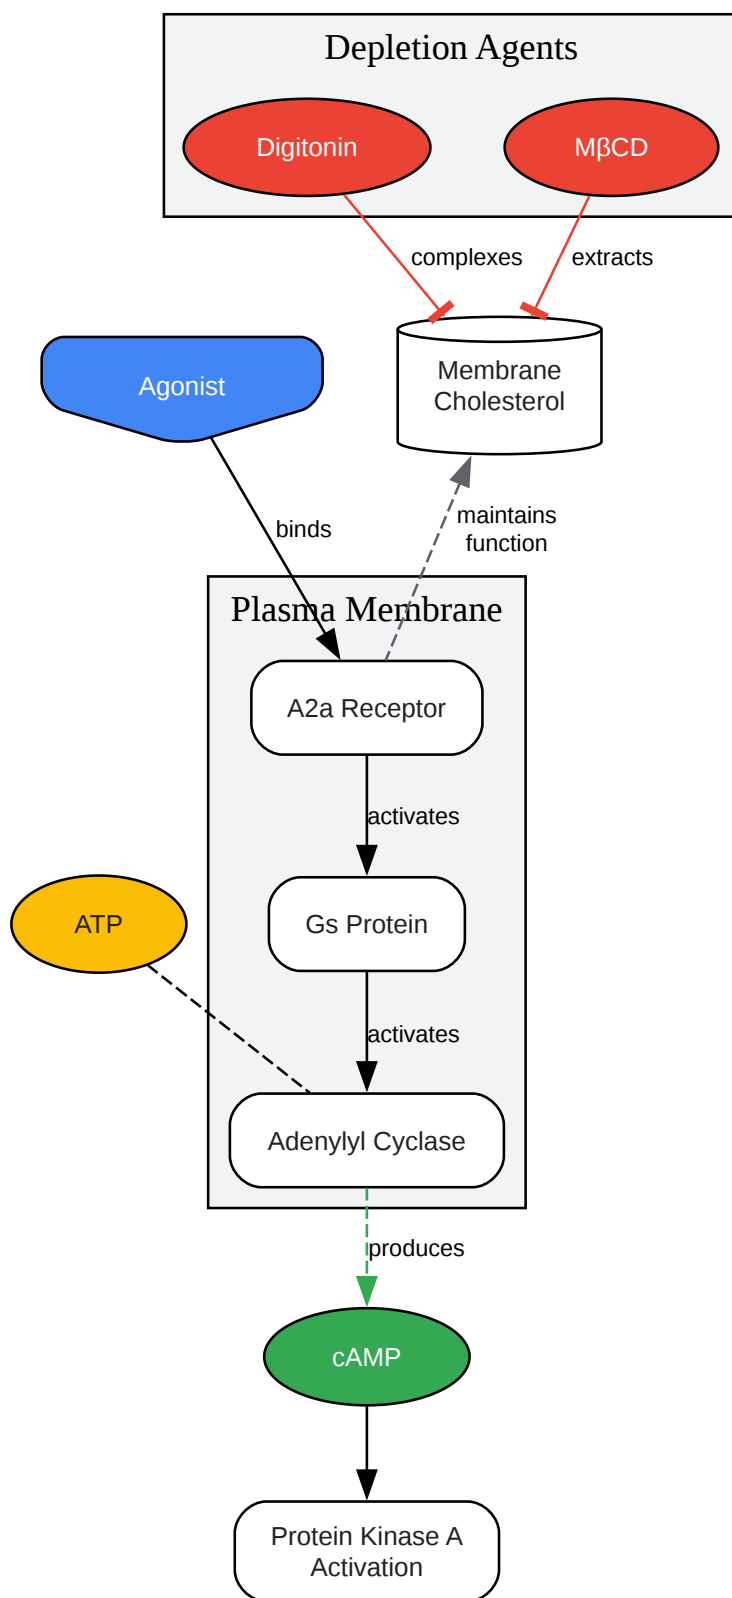 Depletion Agents
Digitonin
MβCD
complexes
extracts
Membrane
Cholesterol
Agonist
binds
maintains
function
Plasma Membrane
A2a Receptor
activates
Gs Protein
ATP
activates
Adenylyl Cyclase
produces
cAMP
Protein Kinase A
Activation